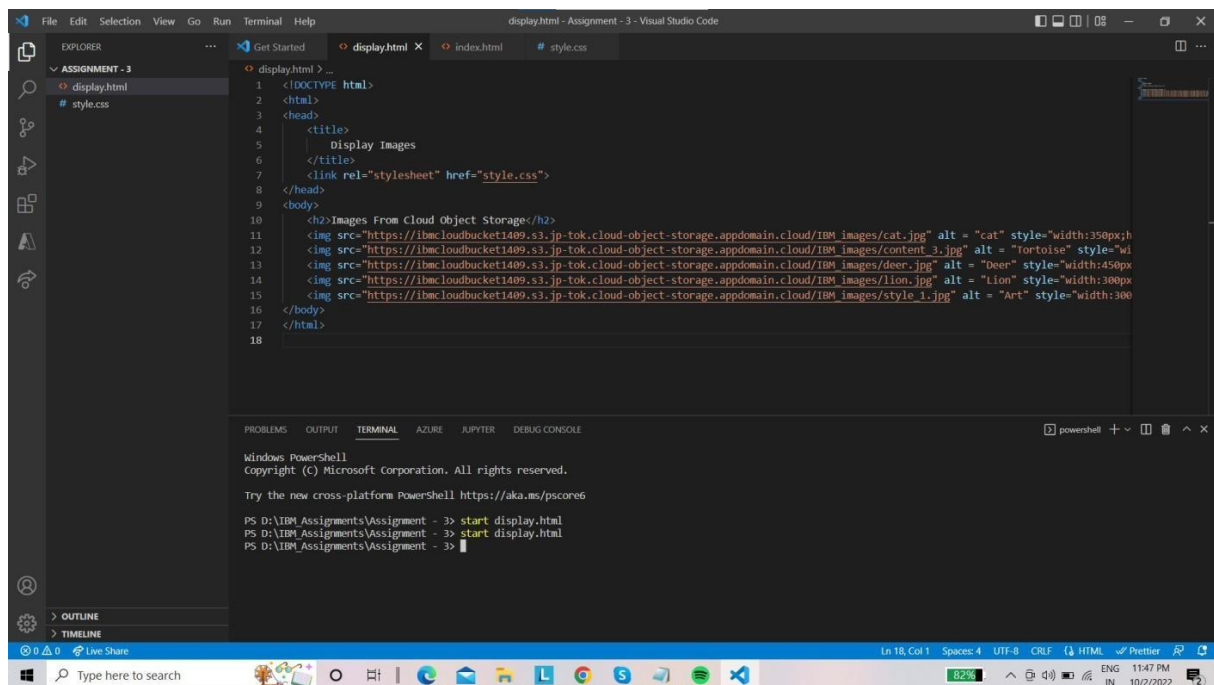 File Edit Selection View Go Run Terminal Help
display.html - Assignment - 3 - Visual Studio Code
EXPLORER
ASSIGNMENT - 3
display.html
# style.css
OUTLINE
TIMELINE
Get Started
display.html
index.html
# style.css
display.html > ...
1 <!DOCTYPE html>
2 <html>
3 <head>
4 <title>
5 Display Images
6 </title>
7 <link rel="stylesheet" href="style.css">
8 </head>
9 <body>
10 <h2>Images From Cloud Object Storage</h2>
11 <img src="https://ibmcloudbucket1409.s3.jp-tok.cloud-object-storage.appdomain.cloud/IBM_images/cat.jpg" alt = "cat" style="width:350px;h
12 <img src="https://ibmcloudbucket1409.s3.jp-tok.cloud-object-storage.appdomain.cloud/IBM_images/content_3.jpg" alt = "Tortoise" style="wi
13 <img src="https://ibmcloudbucket1409.s3.jp-tok.cloud-object-storage.appdomain.cloud/IBM_images/deer.jpg" alt = "Deer" style="width:450px
14 <img src="https://ibmcloudbucket1409.s3.jp-tok.cloud-object-storage.appdomain.cloud/IBM_images/lion.jpg" alt = "Lion" style="width:300px
15 <img src="https://ibmcloudbucket1409.s3.jp-tok.cloud-object-storage.appdomain.cloud/IBM_images/style_1.jpg" alt = "Art" style="width:300
16 </body>
17 </html>
18
PROBLEMS OUTPUT TERMINAL AZURE JUPYTER DEBUG CONSOLE
powershell
Windows PowerShell
Copyright (C) Microsoft Corporation. All rights reserved.
Try the new cross-platform PowerShell https://aka.ms/pscore6
PS D:\IBM_Assignments\Assignment - 3> start display.html
PS D:\IBM_Assignments\Assignment - 3> start display.html
PS D:\IBM_Assignments\Assignment - 3>
0 0 Live Share
Ln 18, Col 1 Spaces: 4 UTF-8 CRLF HTML Prettier
Type here to search
82%
ENG
IN
11:47 PM
10/2/2022
2